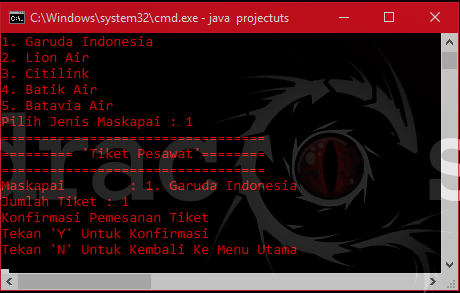 C:\Windows\system32\cmd.exe - java  projectuts
1. Garuda Indonesia
2. Lion Air
3. Citilink
4. Batik Air
5. Batavia Air
Pilih Jenis Maskapai : 1
=================================
'Tiket Pesawat'
=================================
Maskapai        : 1. Garuda Indonesia
Jumlah Tiket : 1
Konfirmasi Pemesanan Tiket
Tekan 'Y' Untuk Konfirmasi
Tekan 'N' Untuk Kembali Ke Menu Utama